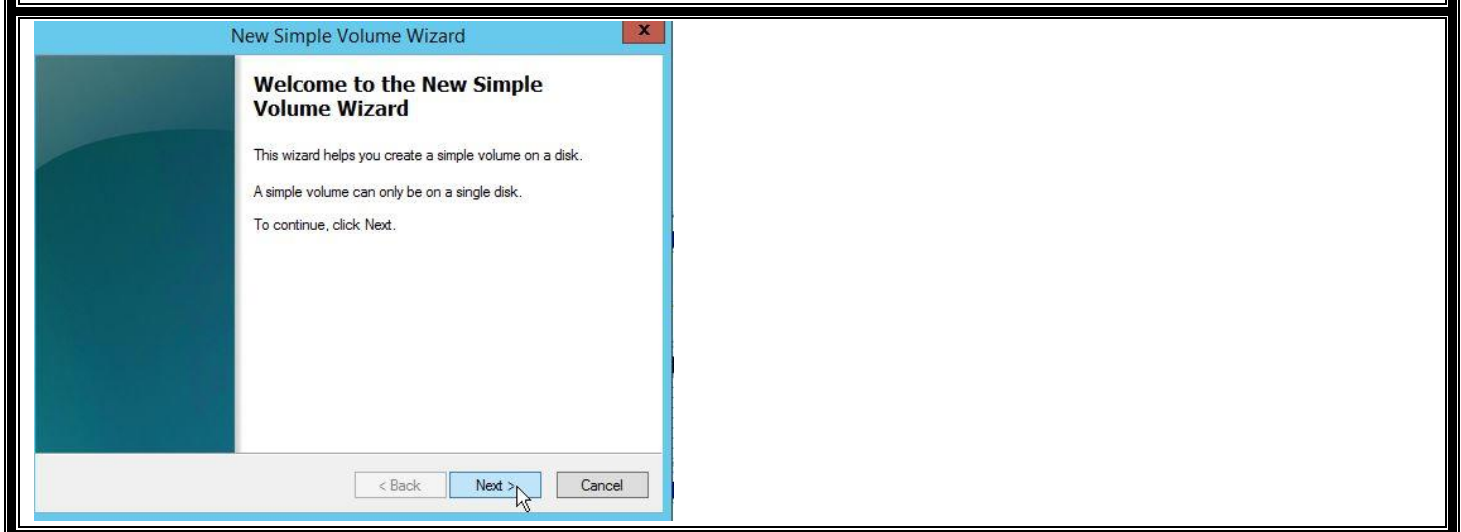 New Simple Volume Wizard
x
Welcome to the New Simple
Volume Wizard
This wizard helps you create a simple volume on a disk.
A simple volume can only be on a single disk.
To continue, click Next.
< Back Next > Cancel